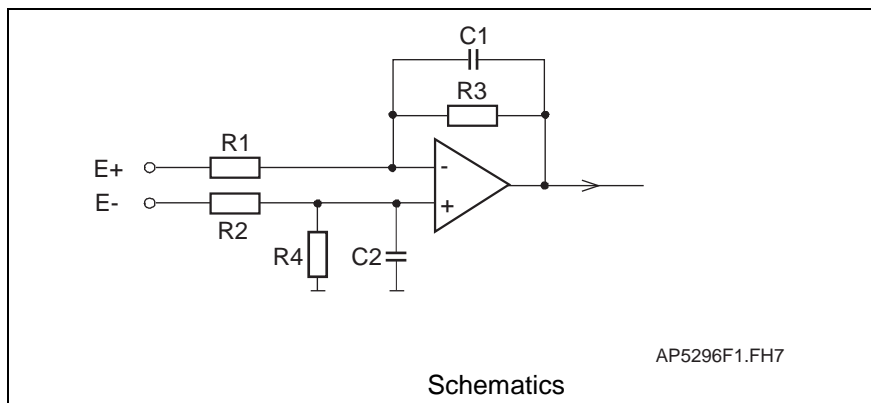 C1
R3
R1
E+
-
E-
+
R2
R4
C2
AP5296F1.FH7
Schematics